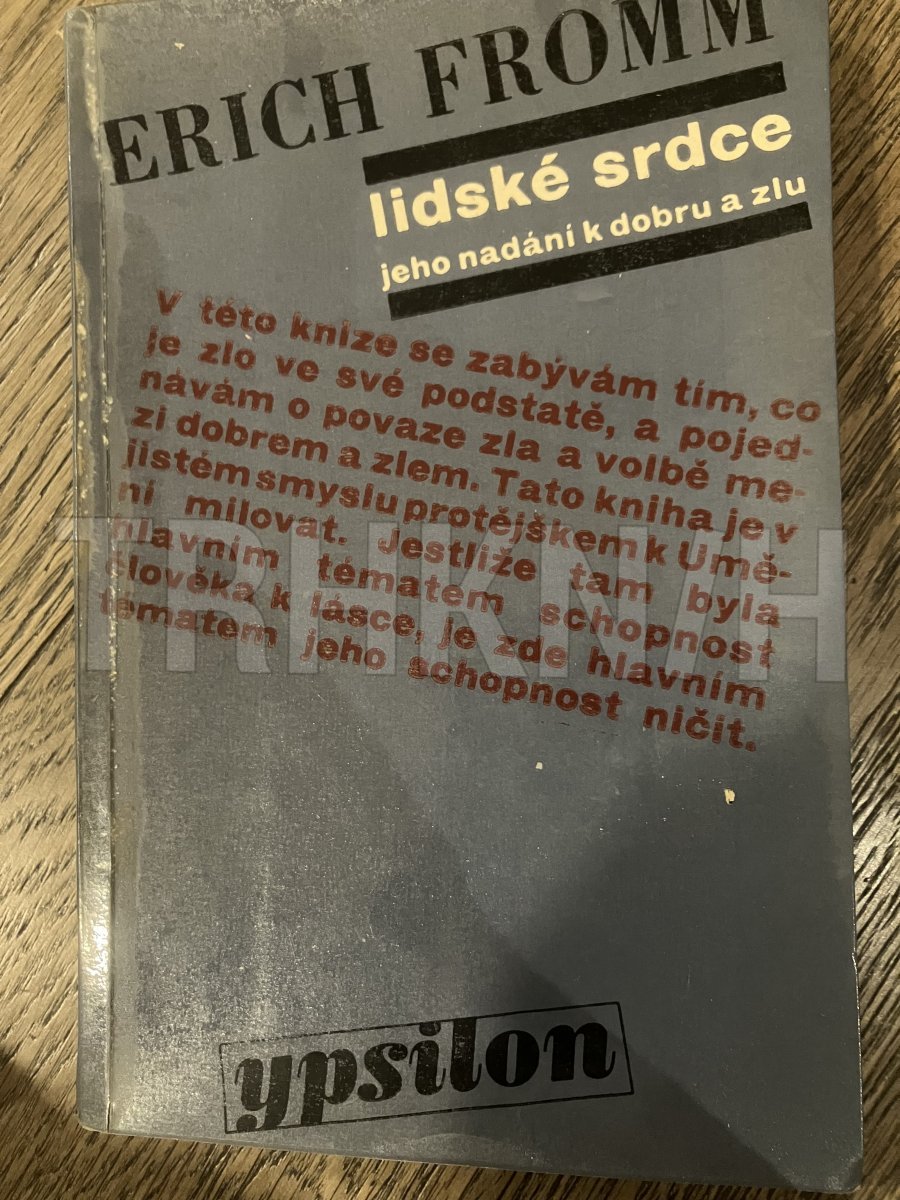 ERICH FROMM
lidské srdce
jeho nadání k dobru a zlu
V této knize se zabývám tím, co
je zlo ve své podstatě, a pojed-
návám o povaze zla a volbě me-
zi dobrem a zlem. Tato kniha je v
jistém smyslu protějškem k Umě-
ní milovat. Jestliže tam byla
hlavním tématem schopnost
člověka k lásce, je zde hlavním
tématem jeho schopnost ničit.
TRHKNIH
ypsilon